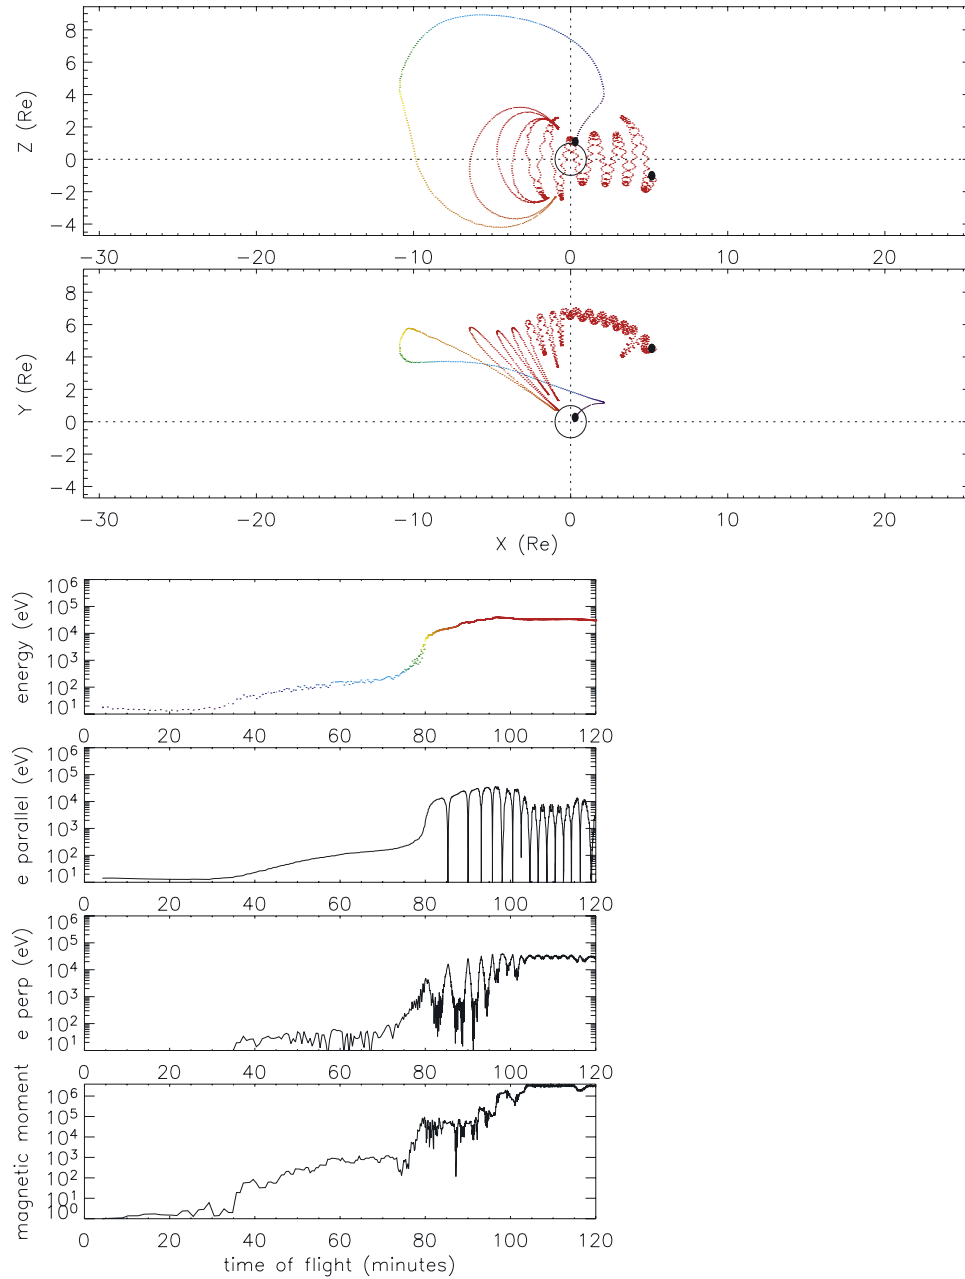 8
6
4
2
0
−2
−4
Z (Re)
−30 −20 −10 0 10 20
8
6
4
2
0
−2
−4
Y (Re)
−30 −20 −10 0 10 20
X (Re)
10^6
10^5
10^4
10^3
10^2
10^1
energy (eV)
0 20 40 60 80 100 120
10^6
10^5
10^4
10^3
10^2
10^1
e parallel (eV)
0 20 40 60 80 100 120
10^6
10^5
10^4
10^3
10^2
10^1
e perp (eV)
0 20 40 60 80 100 120
10^6
10^5
10^4
10^3
10^2
10^1
10^0
magnetic moment
0 20 40 60 80 100 120
time of flight (minutes)